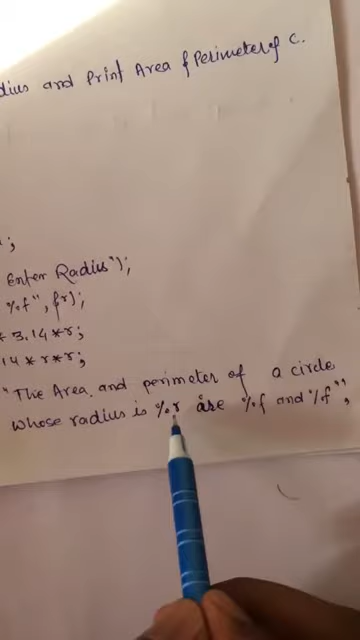 dius and Print Area & Perimeter of C.
;
Enter Radius");
%f", &r);
* 3.14*r;
14*r*r;
"The Area and perimeter of a circle
whose radius is %r are %f and %f",